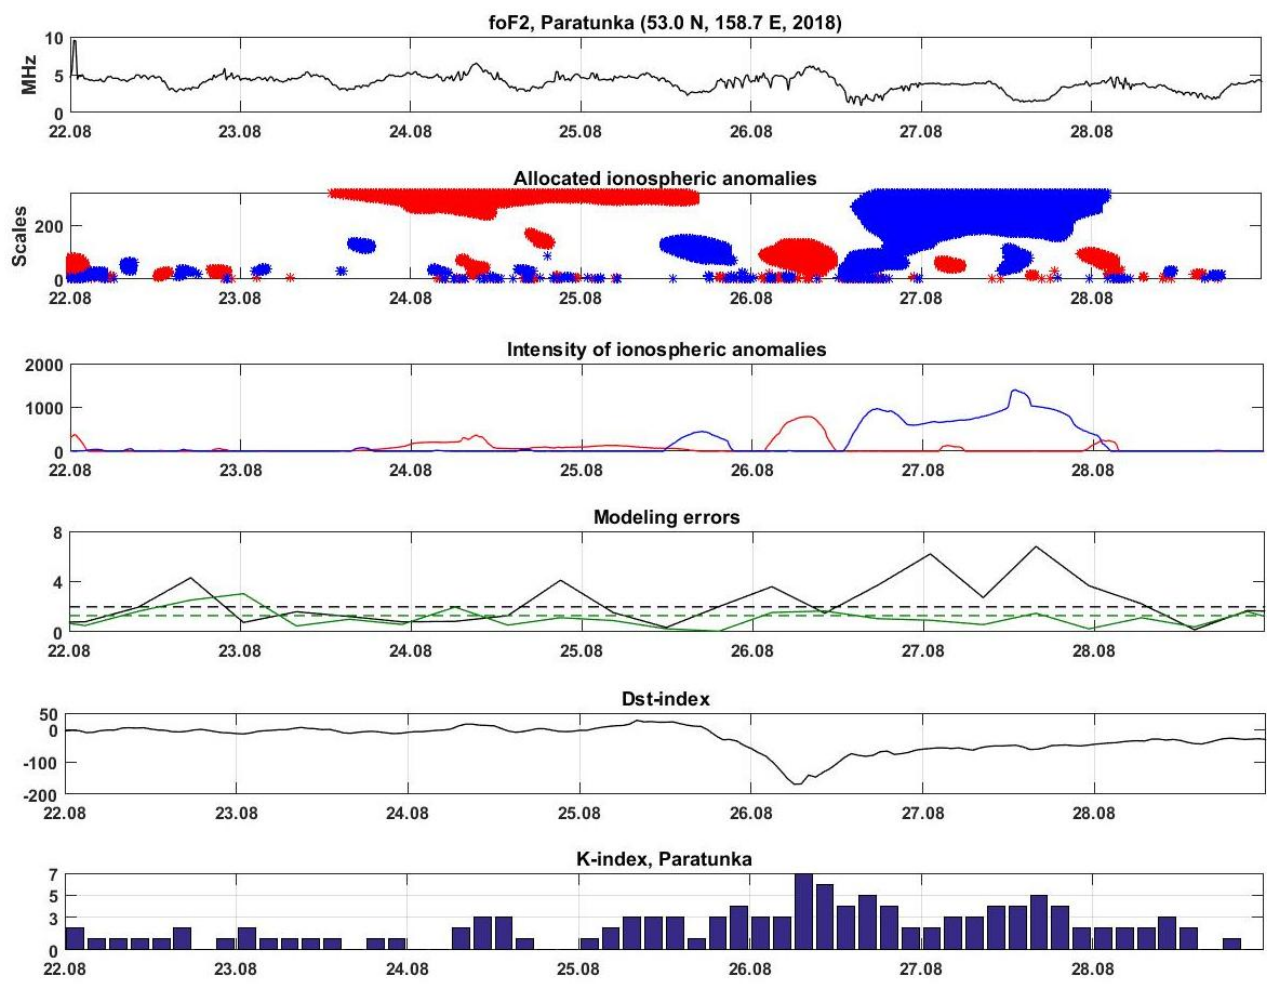 foF2, Paratunka (53.0 N, 158.7 E, 2018)
MHz
10
5
0
22.08 23.08 24.08 25.08 26.08 27.08 28.08
Allocated ionospheric anomalies
Scales
200
0
22.08 23.08 24.08 25.08 26.08 27.08 28.08
Intensity of ionospheric anomalies
2000
1000
0
22.08 23.08 24.08 25.08 26.08 27.08 28.08
Modeling errors
8
4
0
22.08 23.08 24.08 25.08 26.08 27.08 28.08
Dst-index
50
0
-100
-200
22.08 23.08 24.08 25.08 26.08 27.08 28.08
K-index, Paratunka
7
5
3
0
22.08 23.08 24.08 25.08 26.08 27.08 28.08